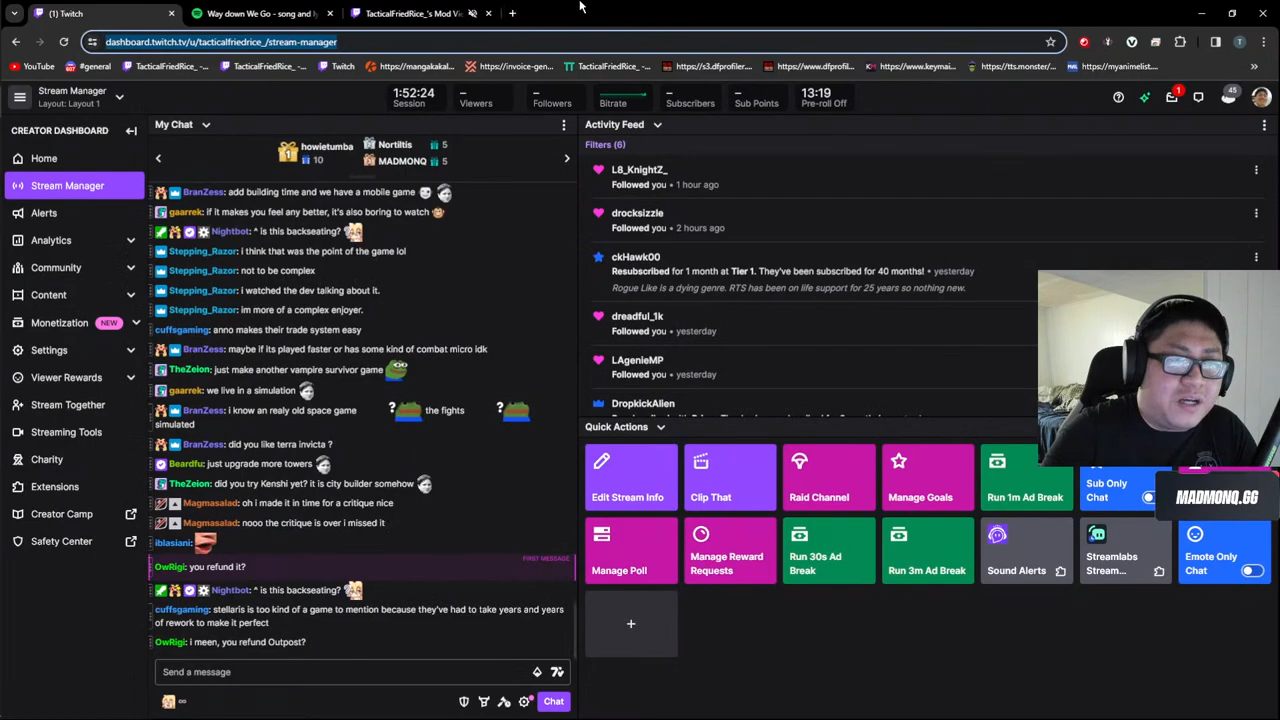 (1) Twitch
Way down We Go - song and l
TacticalFriedRice_'s Mod Vie
dashboard.twitch.tv/u/tacticalfriedrice_/stream-manager
YouTube
#general
TacticalFriedRice_ -...
TacticalFriedRice_ -...
Twitch
https://mangakakal...
https://invoice-gen...
TacticalFriedRice_ -...
https://s3.dfprofiler...
https://www.dfprofil...
https://www.keymai...
https://tts.monster/
https://myanimelist....
Stream Manager
Layout: Layout 1
1:52:24
Session
–
Viewers
–
Followers
Bitrate
–
Subscribers
–
Sub Points
13:19
Pre-roll Off
1
45
CREATOR DASHBOARD
Home
Stream Manager
Alerts
Analytics
Community
Content
Monetization NEW
Settings
Viewer Rewards
Stream Together
Streaming Tools
Charity
Extensions
Creator Camp
Safety Center
My Chat
1 howietumba
10
Nortiltis 5
MADMONQ 5
BranZess: add building time and we have a mobile game
gaarrek: if it makes you feel any better, it's also boring to watch
Nightbot: ^ is this backseating?
Stepping_Razor: i think that was the point of the game lol
Stepping_Razor: not to be complex
Stepping_Razor: i watched the dev talking about it.
Stepping_Razor: im more of a complex enjoyer.
cuffsgaming: anno makes their trade system easy
BranZess: maybe if its played faster or has some kind of combat micro idk
TheZeion: just make another vampire survivor game
gaarrek: we live in a simulation
BranZess: i know an realy old space game ? the fights ?
simulated
BranZess: did you like terra invicta ?
Beardfu: just upgrade more towers
TheZeion: did you try Kenshi yet? it is city builder somehow
Magmasalad: oh i made it in time for a critique nice
Magmasalad: nooo the critique is over i missed it
iblasiani:
FIRST MESSAGE
OwRigi: you refund it?
Nightbot: ^ is this backseating?
cuffsgaming: stellaris is too kind of a game to mention because they've had to take years and years
of rework to make it perfect
OwRigi: i meen, you refund Outpost?
Send a message
Chat
Activity Feed
Filters (6)
L8_KnightZ_
Followed you • 1 hour ago
drocksizzle
Followed you • 2 hours ago
ckHawk00
Resubscribed for 1 month at Tier 1. They've been subscribed for 40 months! • yesterday
Rogue Like is a dying genre. RTS has been on life support for 25 years so nothing new.
dreadful_1k
Followed you • yesterday
LAgenieMP
Followed you • yesterday
DropkickAlien
Quick Actions
Edit Stream Info
Clip That
Raid Channel
Manage Goals
Run 1m Ad Break
Sub Only
Chat
Manage Poll
Manage Reward
Requests
Run 30s Ad
Break
Run 3m Ad Break
Sound Alerts
Streamlabs
Stream...
Emote Only
Chat
MADMONQ.GG